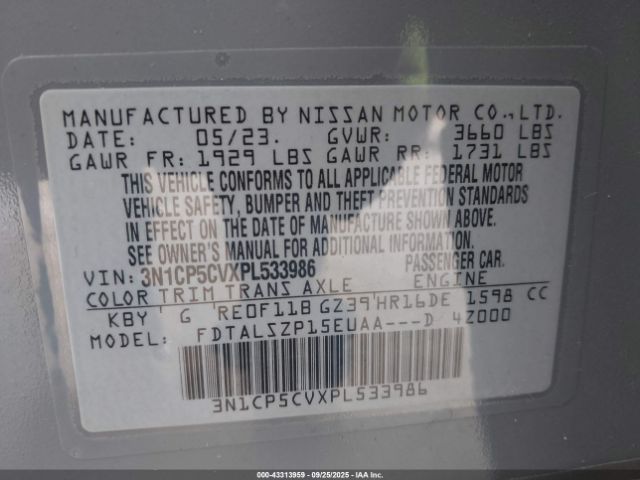 MANUFACTURED BY NISSAN MOTOR CO.,LTD.
DATE: 05/23. GVWR: 3660 LBS
GAWR FR: 1929 LBS GAWR RR: 1731 LBS
THIS VEHICLE CONFORMS TO ALL APPLICABLE FEDERAL MOTOR
VEHICLE SAFETY, BUMPER AND THEFT PREVENTION STANDARDS
IN EFFECT ON THE DATE OF MANUFACTURE SHOWN ABOVE.
SEE OWNER'S MANUAL FOR ADDITIONAL INFORMATION.
VIN: 3N1CP5CVXPL533986 PASSENGER CAR.
COLOR TRIM TRANS AXLE ENGINE
KBY G RE0F11B GZ39 HR16DE 1598 CC
MODEL: FDTALSZP15EUAA---D 4Z000
3N1CP5CVXPL533986
000-43313959 - 09/25/2025 - IAAI